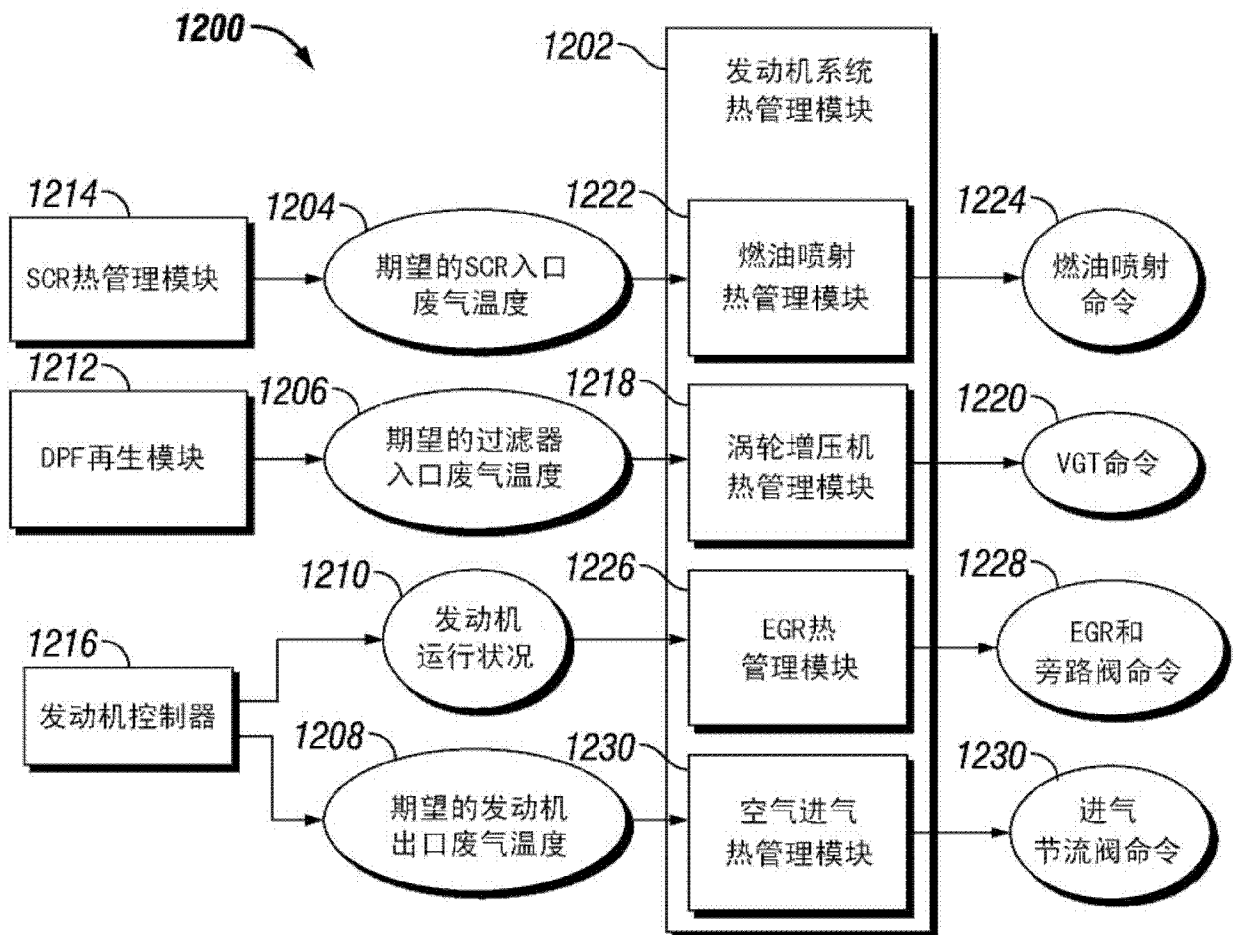 1200
1202
发动机系统
热管理模块
1214
SCR热管理模块
1204
期望的SCR入口
废气温度
1222
燃油喷射
热管理模块
1224
燃油喷射
命令
1212
DPF再生模块
1206
期望的过滤器
入口废气温度
1218
涡轮增压机
热管理模块
1220
VGT命令
1216
发动机控制器
1210
发动机
运行状况
1226
EGR热
管理模块
1228
EGR和
旁路阀命令
1208
期望的发动机
出口废气温度
1230
空气进气
热管理模块
1230
进气
节流阀命令